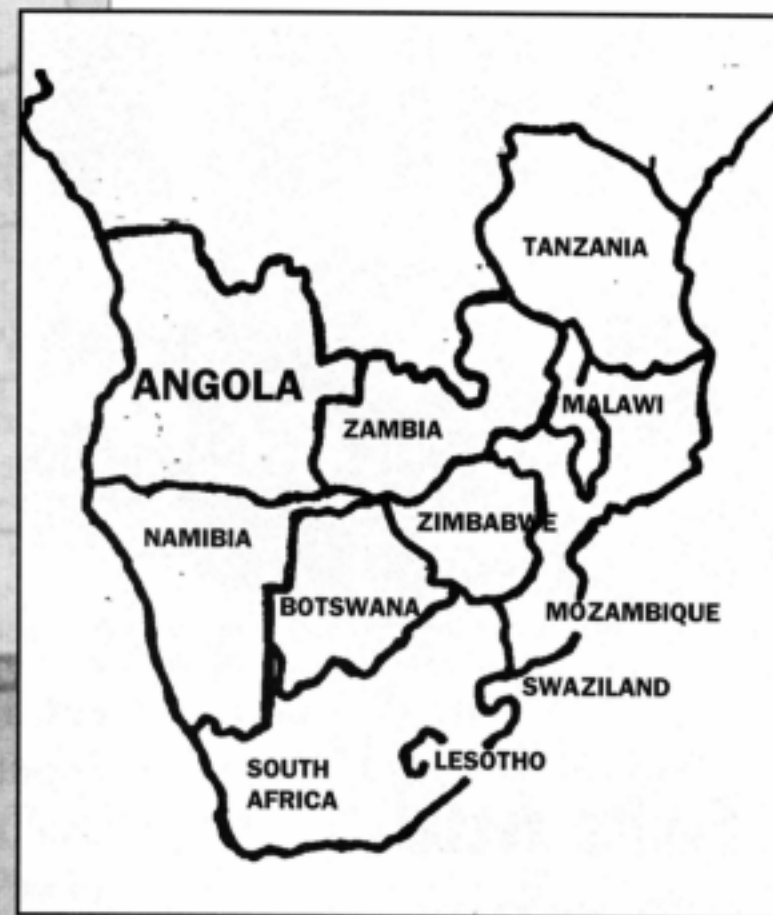 TANZANIA
ANGOLA
MALAWI
ZAMBIA
ZIMBABWE
NAMIBIA
BOTSWANA
MOZAMBIQUE
SWAZILAND
LESOTHO
SOUTH
AFRICA